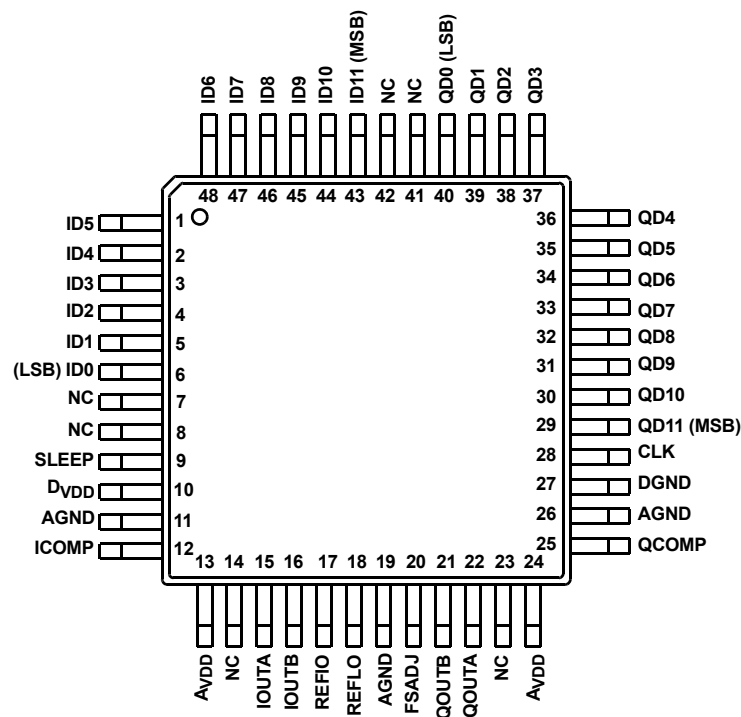 ID6
ID7
ID8
ID9
ID10
ID11 (MSB)
NC
NC
QD0 (LSB)
QD1
QD2
QD3
48 47 46 45 44 43 42 41 40 39 38 37
ID5 1
ID4 2
ID3 3
ID2 4
ID1 5
(LSB) ID0 6
NC 7
NC 8
SLEEP 9
DVDD 10
AGND 11
ICOMP 12
36 QD4
35 QD5
34 QD6
33 QD7
32 QD8
31 QD9
30 QD10
29 QD11 (MSB)
28 CLK
27 DGND
26 AGND
25 QCOMP
13 14 15 16 17 18 19 20 21 22 23 24
AVDD
NC
IOUTA
IOUTB
REFIO
REFLO
AGND
FSADJ
QOUTB
QOUTA
NC
AVDD